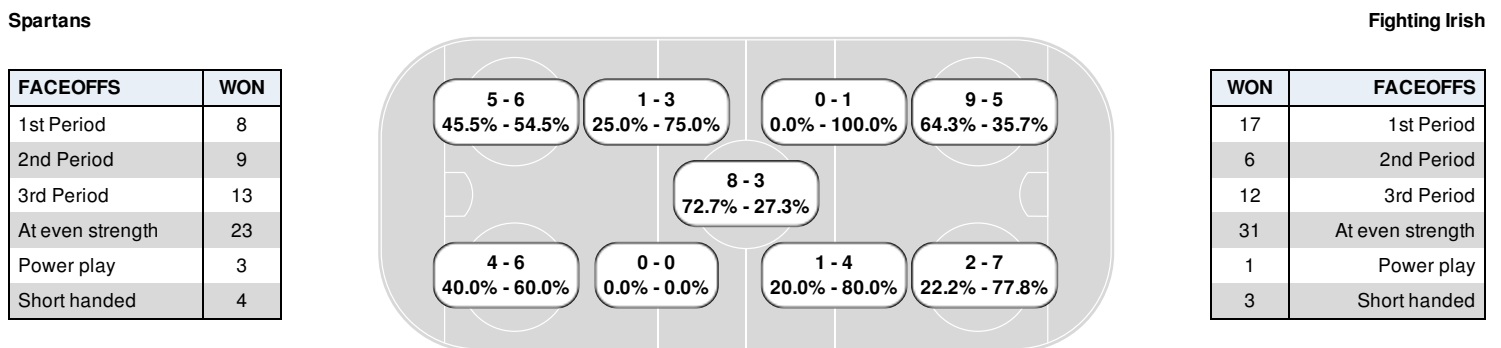 Spartans
Fighting Irish
FACEOFFS WON
1st Period 8
2nd Period 9
3rd Period 13
At even strength 23
Power play 3
Short handed 4
5 - 6
45.5% - 54.5%
1 - 3
25.0% - 75.0%
0 - 1
0.0% - 100.0%
9 - 5
64.3% - 35.7%
8 - 3
72.7% - 27.3%
4 - 6
40.0% - 60.0%
0 - 0
0.0% - 0.0%
1 - 4
20.0% - 80.0%
2 - 7
22.2% - 77.8%
WON FACEOFFS
17 1st Period
6 2nd Period
12 3rd Period
31 At even strength
1 Power play
3 Short handed